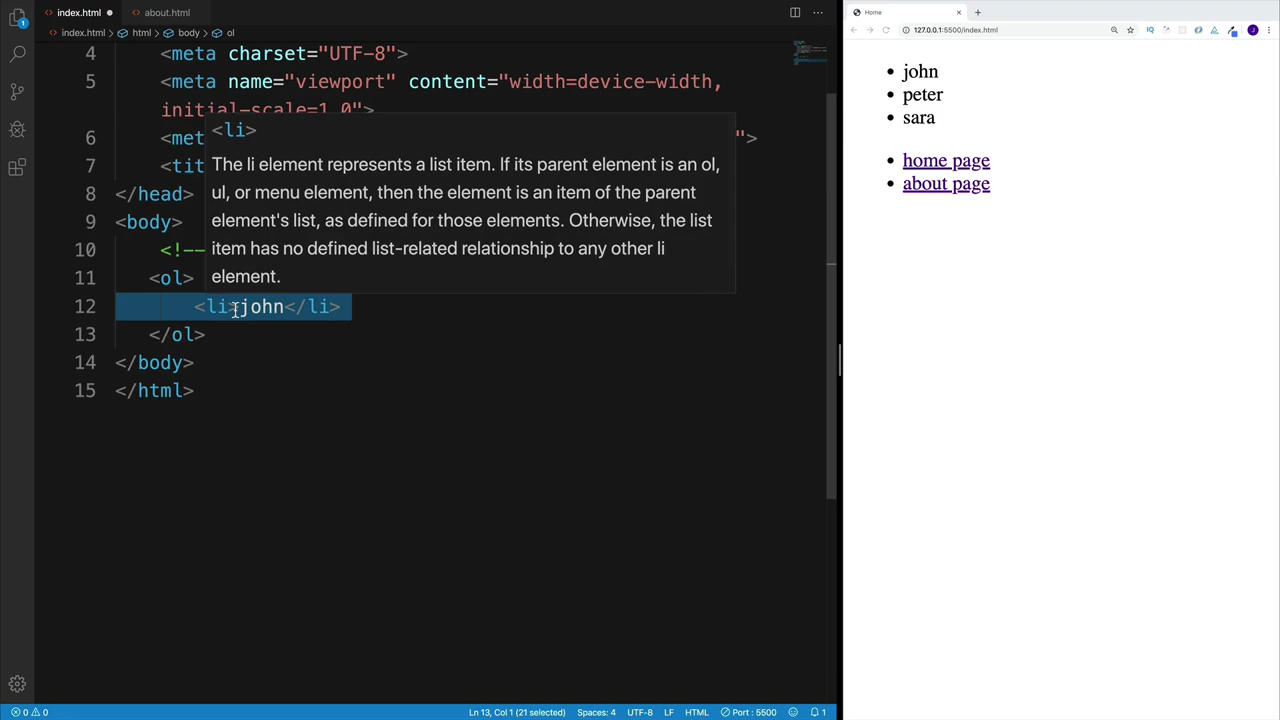 index.html
about.html
index.html > html > body > ol
4 <meta charset="UTF-8">
5 <meta name="viewport" content="width=device-width,
initial-scale=1.0">
6 <met
">
7 <tit
8 </head>
9 <body>
10 <!--
11 <ol>
12 <li>john</li>
13 </ol>
14 </body>
15 </html>
<li>
The li element represents a list item. If its parent element is an ol,
ul, or menu element, then the element is an item of the parent
element's list, as defined for those elements. Otherwise, the list
item has no defined list-related relationship to any other li
element.
1
0 0
Ln 13, Col 1 (21 selected) Spaces: 4 UTF-8 LF HTML Port : 5500 1
Home
127.0.0.1:5500/index.html
IQ
J
• john
• peter
• sara
• home page
• about page